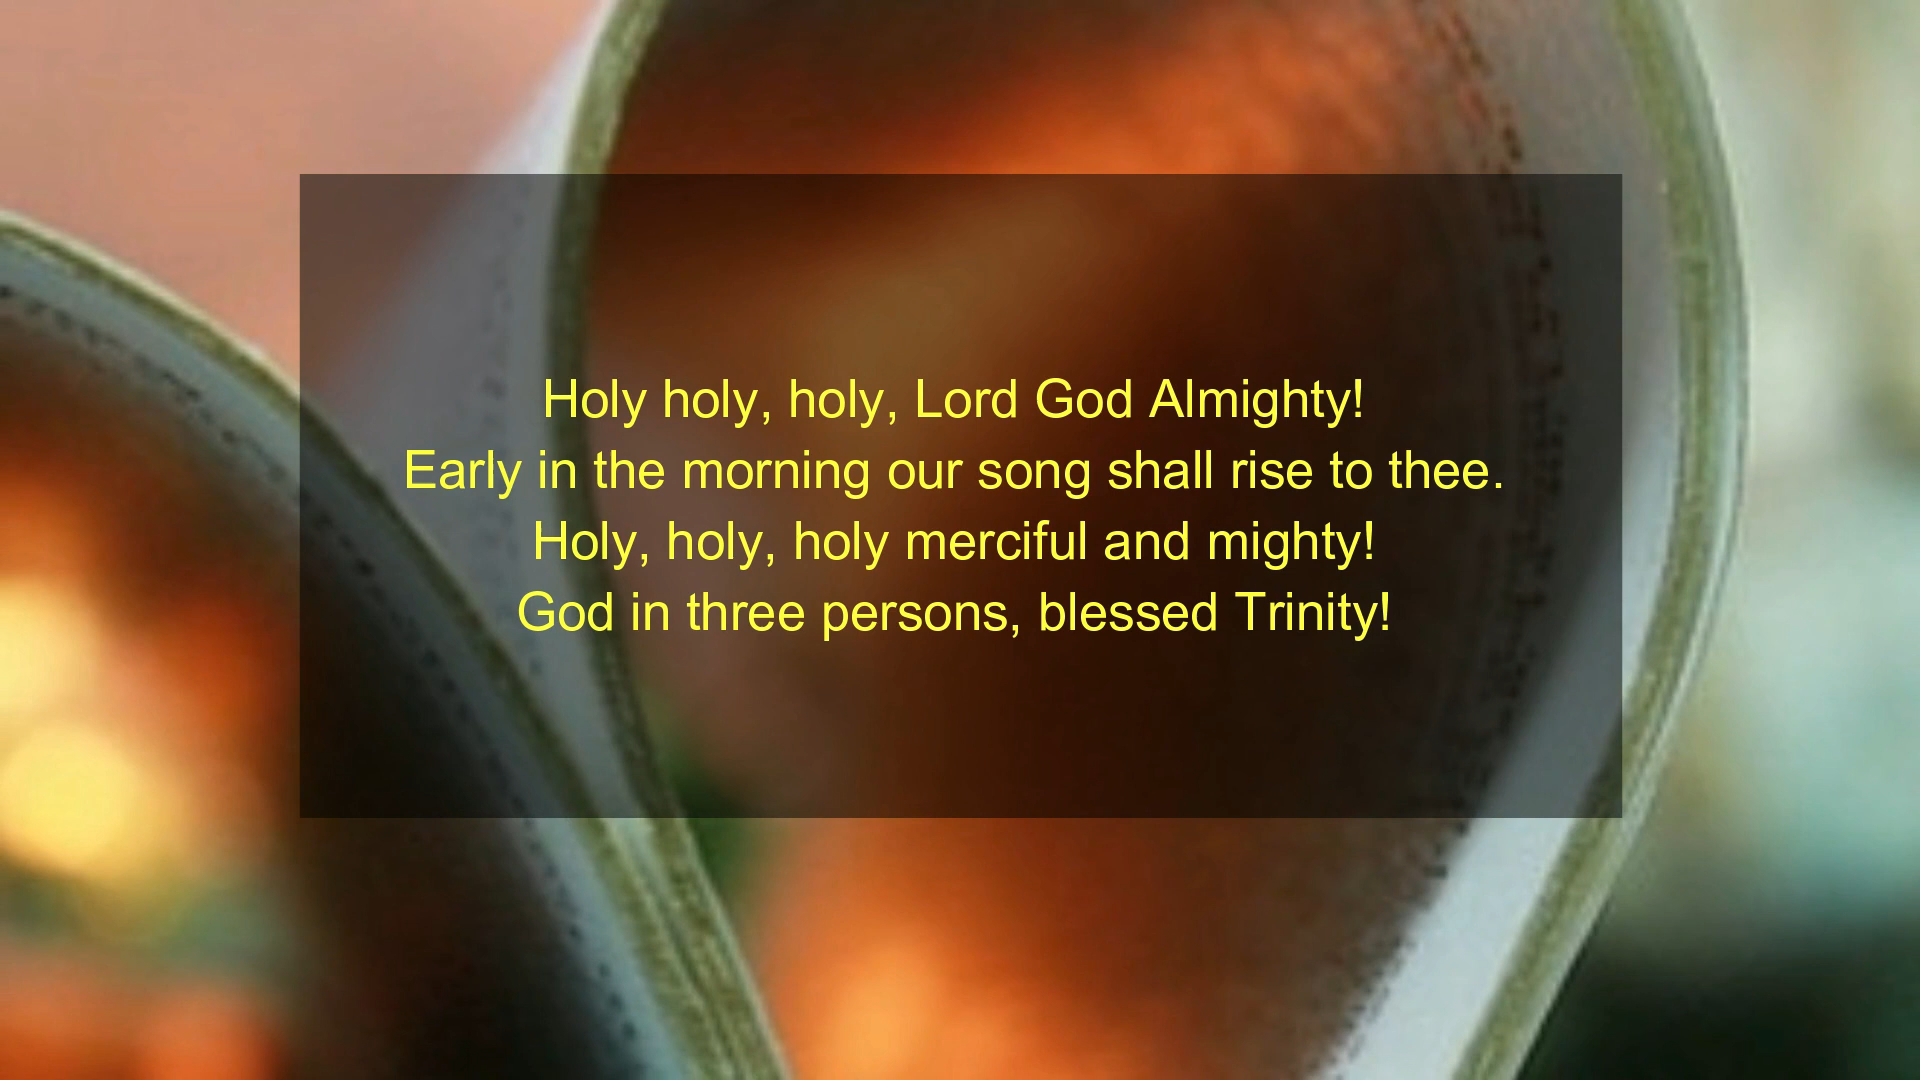 Holy holy, holy, Lord God Almighty!
Early in the morning our song shall rise to thee.
Holy, holy, holy merciful and mighty!
God in three persons, blessed Trinity!